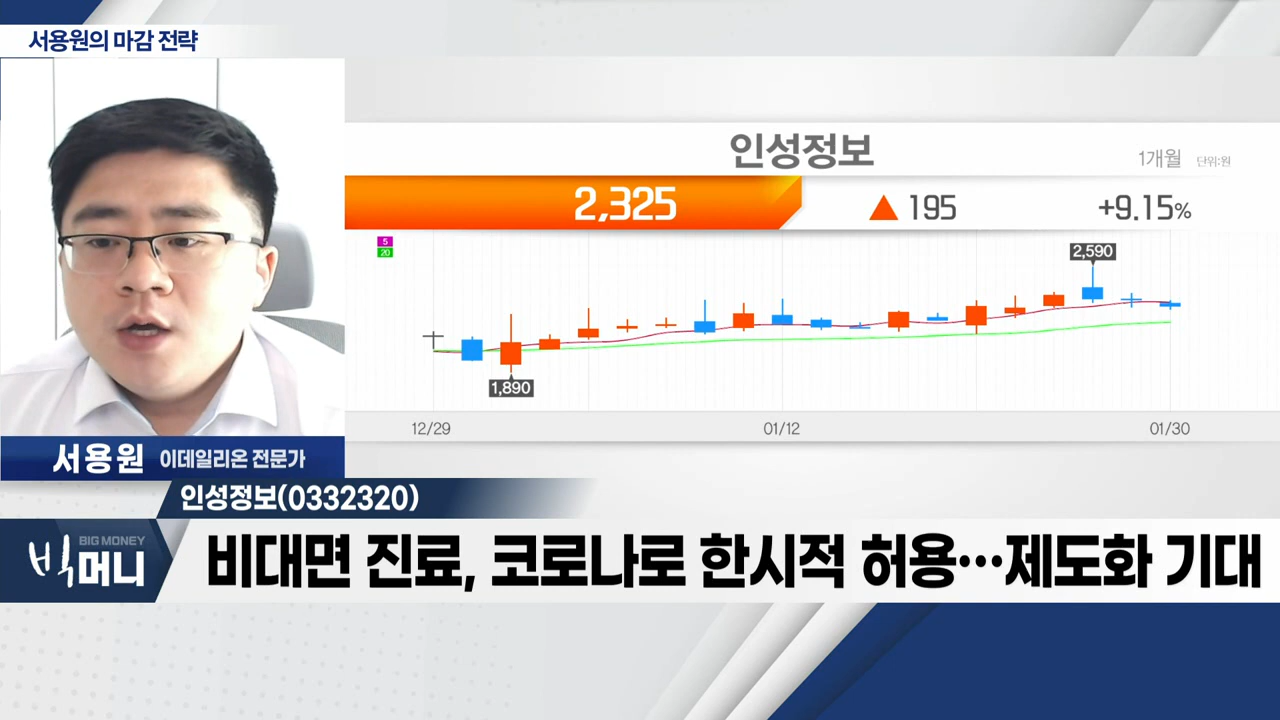 서용원의 마감 전략
인성정보
1개월 단위:원
2,325 ▲ 195 +9.15%
5
20
2,590
1,890
12/29 01/12 01/30
서용원 이데일리온 전문가
인성정보(0332320)
BIG MONEY
빅머니
비대면 진료, 코로나로 한시적 허용…제도화 기대